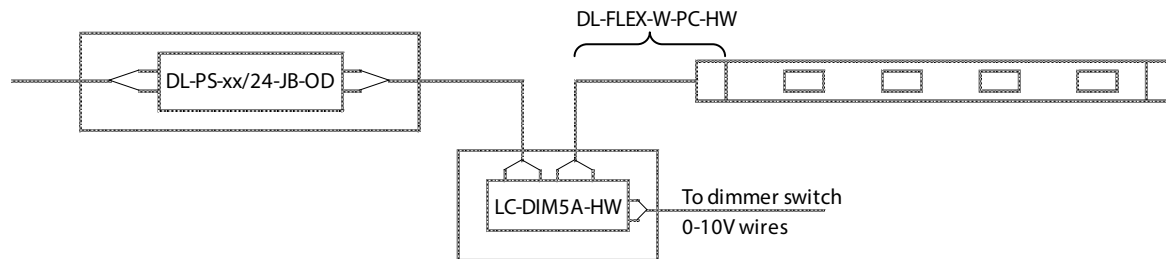 DL-FLEX-W-PC-HW
DL-PS-xx/24-JB-OD
LC-DIM5A-HW
To dimmer switch
0-10V wires